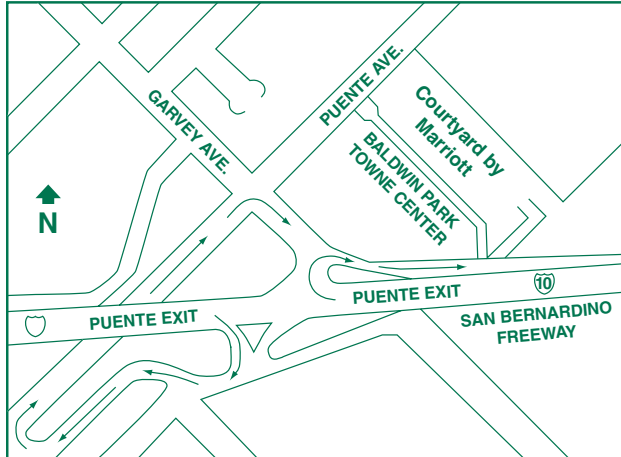 PUENTE AVE.
GARVEY AVE.
Courtyard by
Marriott
BALDWIN PARK
TOWNE CENTER
N
10
PUENTE EXIT
PUENTE EXIT
SAN BERNARDINO
FREEWAY